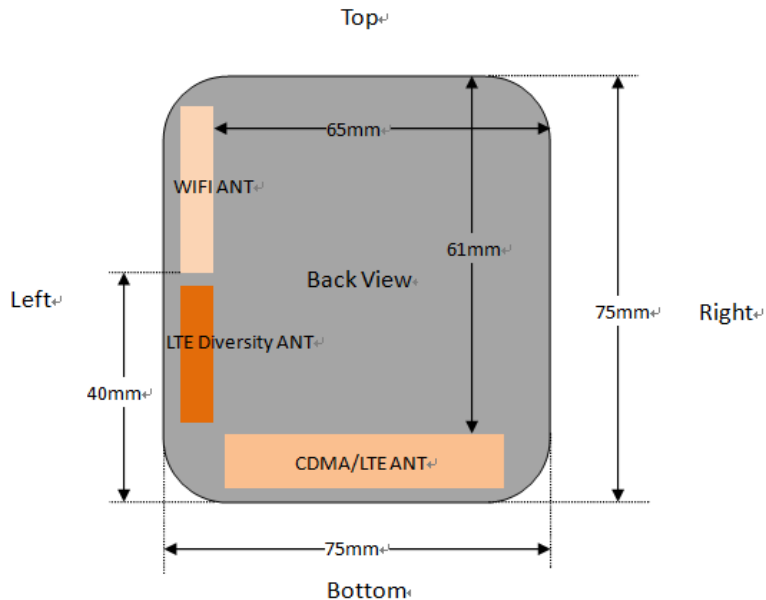 Top
65mm
WIFI ANT
61mm
Back View
Left
75mm
Right
LTE Diversity ANT
40mm
CDMA/LTE ANT
75mm
Bottom